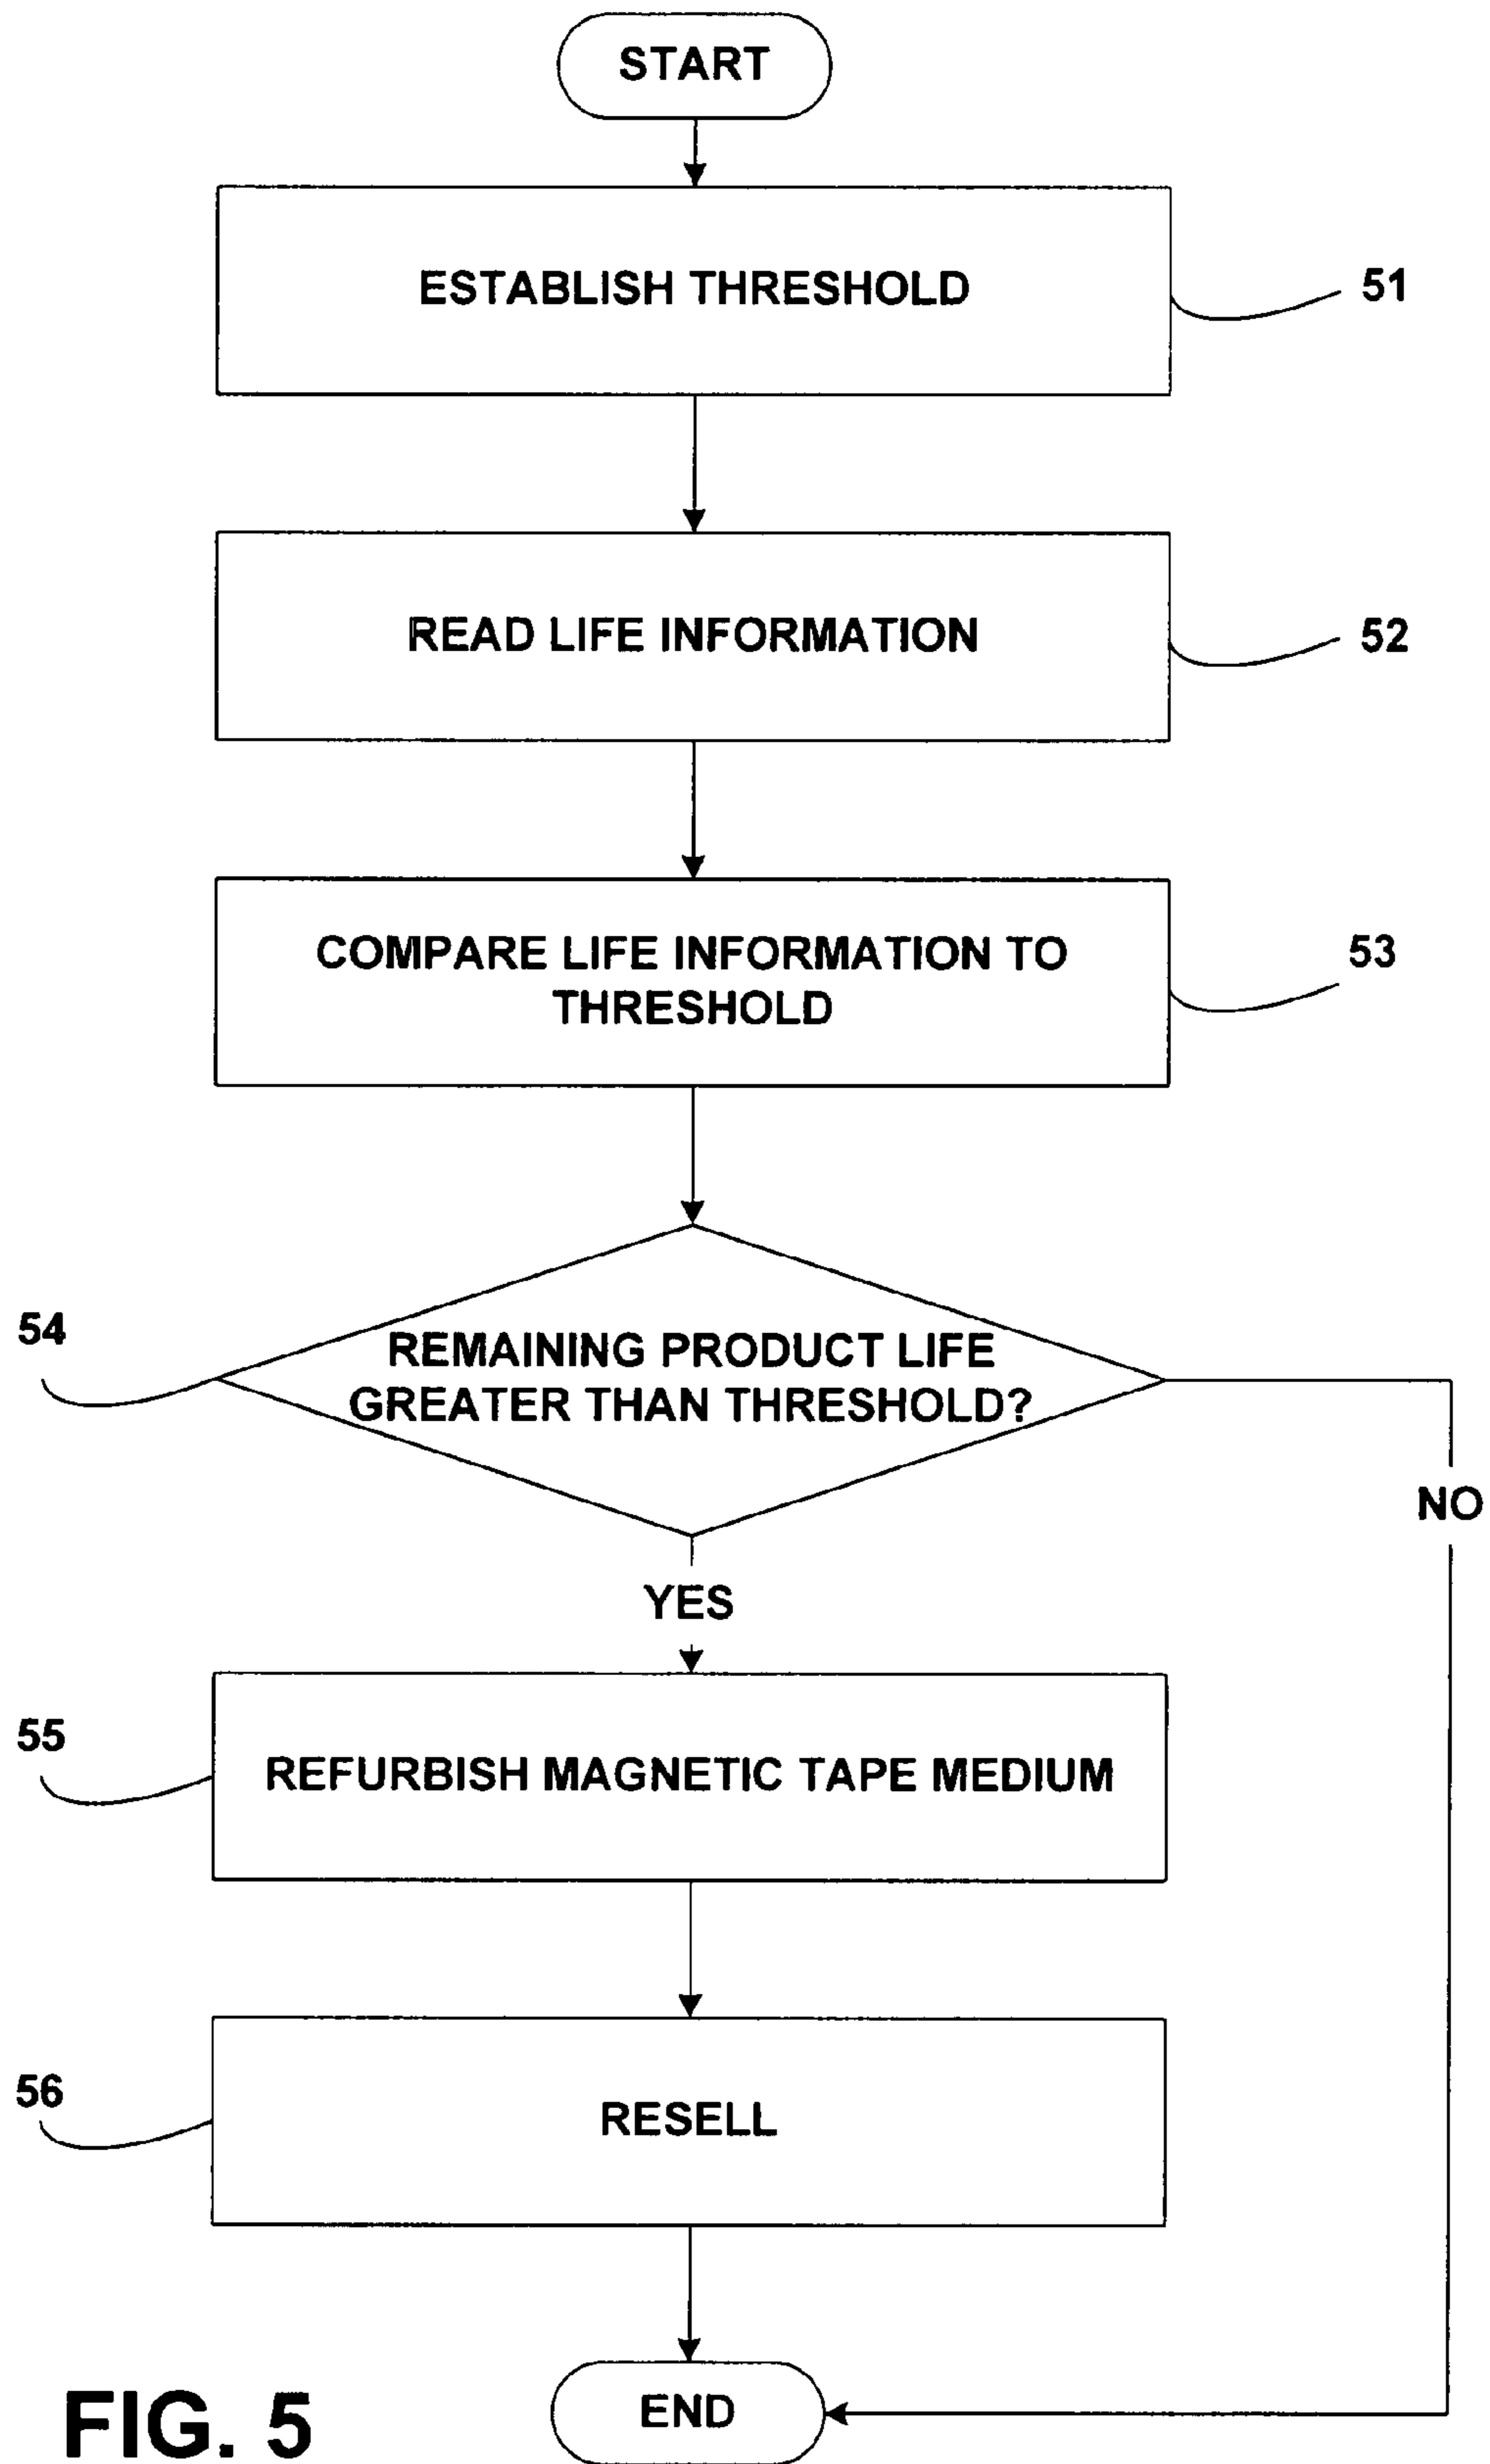 START
ESTABLISH THRESHOLD
51
READ LIFE INFORMATION
52
COMPARE LIFE INFORMATION TO
THRESHOLD
53
54
REMAINING PRODUCT LIFE
GREATER THAN THRESHOLD?
NO
YES
55
REFURBISH MAGNETIC TAPE MEDIUM
56
RESELL
END
FIG. 5